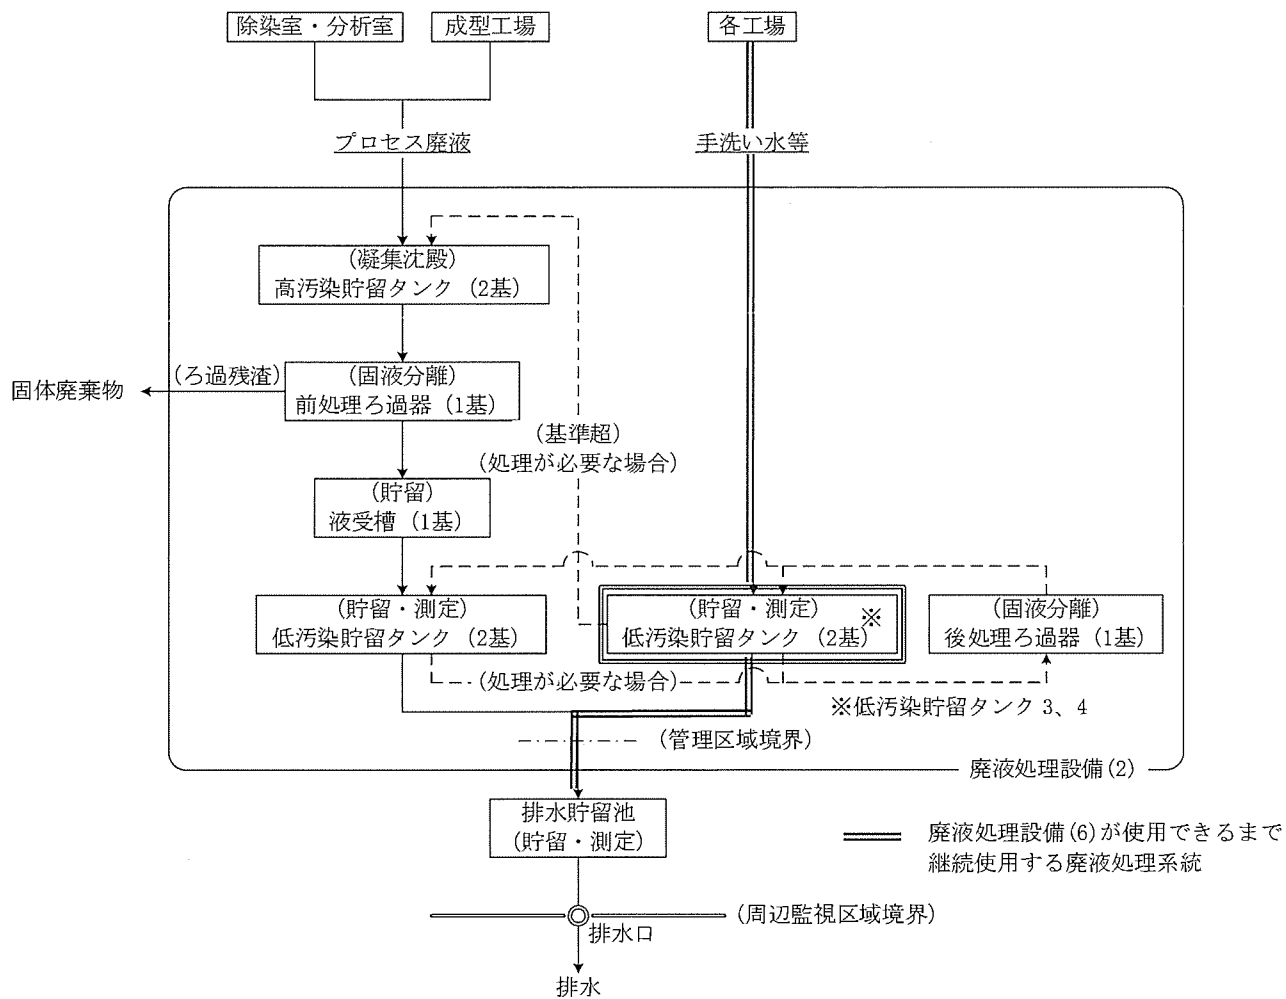 除染室・分析室
成型工場
各工場
プロセス廃液
手洗い水等
(凝集沈殿)
高汚染貯留タンク (2基)
固体廃棄物
(ろ過残渣)
(固液分離)
前処理ろ過器 (1基)
(基準超)
(処理が必要な場合)
(貯留)
液受槽 (1基)
(貯留・測定)
低汚染貯留タンク (2基)
(貯留・測定)
低汚染貯留タンク (2基)
※
(固液分離)
後処理ろ過器 (1基)
(処理が必要な場合)
※低汚染貯留タンク 3、4
(管理区域境界)
廃液処理設備(2)
排水貯留池
(貯留・測定)
廃液処理設備(6)が使用できるまで
継続使用する廃液処理系統
(周辺監視区域境界)
排水口
排水